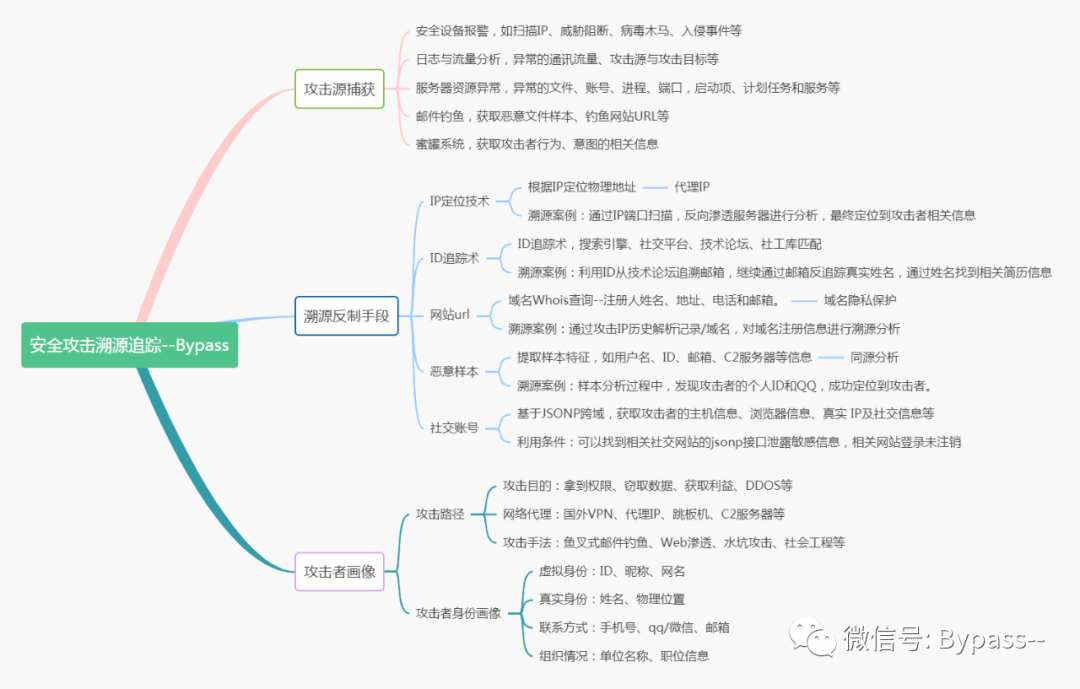 安全攻击溯源追踪--Bypass
攻击源捕获
安全设备报警，如扫描IP、威胁阻断、病毒木马、入侵事件等
日志与流量分析，异常的通讯流量、攻击源与攻击目标等
服务器资源异常，异常的文件、账号、进程、端口，启动项、计划任务和服务等
邮件钓鱼，获取恶意文件样本、钓鱼网站URL等
蜜罐系统，获取攻击者行为、意图的相关信息
溯源反制手段
IP定位技术
根据IP定位物理地址
代理IP
溯源案例：通过IP端口扫描，反向渗透服务器进行分析，最终定位到攻击者相关信息
ID追踪术
ID追踪术，搜索引擎、社交平台、技术论坛、社工库匹配
溯源案例：利用ID从技术论坛追溯邮箱，继续通过邮箱反追踪真实姓名，通过姓名找到相关简历信息
网站url
域名Whois查询--注册人姓名、地址、电话和邮箱。
域名隐私保护
溯源案例：通过攻击IP历史解析记录/域名，对域名注册信息进行溯源分析
恶意样本
提取样本特征，如用户名、ID、邮箱、C2服务器等信息
同源分析
溯源案例：样本分析过程中，发现攻击者的个人ID和QQ，成功定位到攻击者。
社交账号
基于JSONP跨域，获取攻击者的主机信息、浏览器信息、真实 IP及社交信息等
利用条件：可以找到相关社交网站的jsonp接口泄露敏感信息，相关网站登录未注销
攻击者画像
攻击路径
攻击目的：拿到权限、窃取数据、获取利益、DDOS等
网络代理：国外VPN、代理IP、跳板机、C2服务器等
攻击手法：鱼叉式邮件钓鱼、Web渗透、水坑攻击、社会工程等
攻击者身份画像
虚拟身份：ID、昵称、网名
真实身份：姓名、物理位置
联系方式：手机号、qq/微信、邮箱
组织情况：单位名称、职位信息
微信号: Bypass--